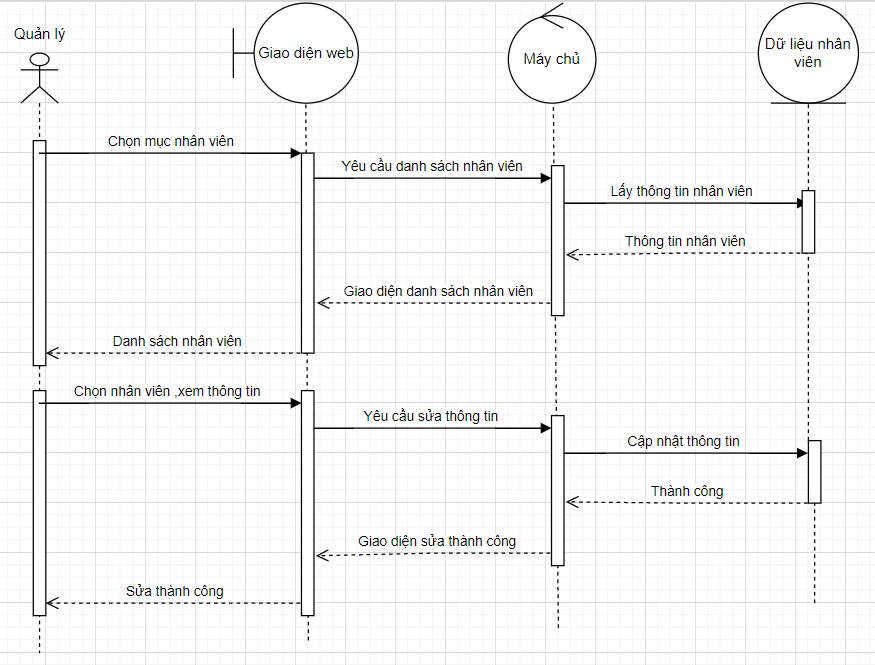 Quản lý
Giao diện web
Máy chủ
Dữ liệu nhân
viên
Chọn mục nhân viên
Yêu cầu danh sách nhân viên
Lấy thông tin nhân viên
Thông tin nhân viên
Giao diện danh sách nhân viên
Danh sách nhân viên
Chọn nhân viên ,xem thông tin
Yêu cầu sửa thông tin
Cập nhật thông tin
Thành công
Giao diện sửa thành công
Sửa thành công